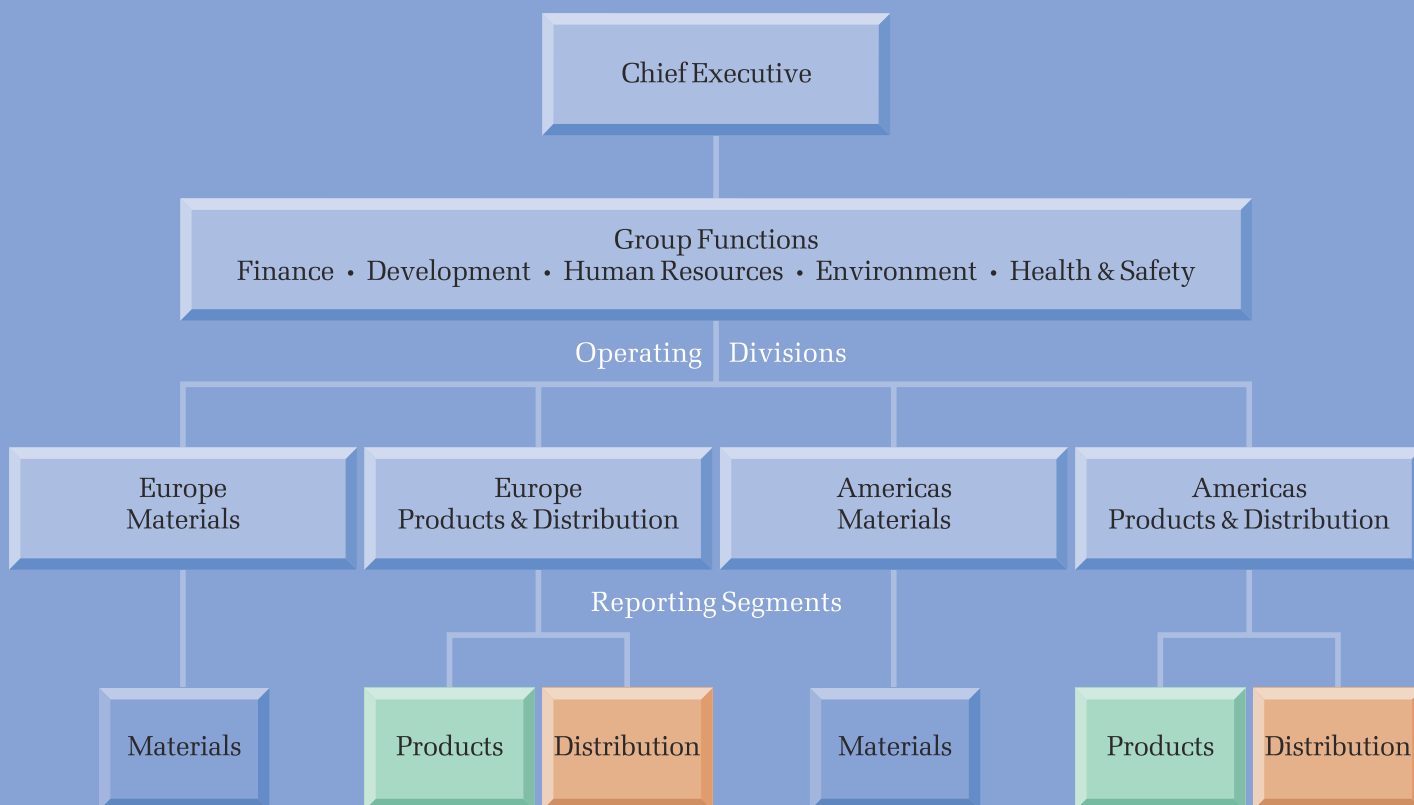 Chief Executive
Group Functions
Finance • Development • Human Resources • Environment • Health & Safety
Operating Divisions
Europe
Materials
Europe
Products & Distribution
Americas
Materials
Americas
Products & Distribution
Reporting Segments
Materials
Products
Distribution
Materials
Products
Distribution